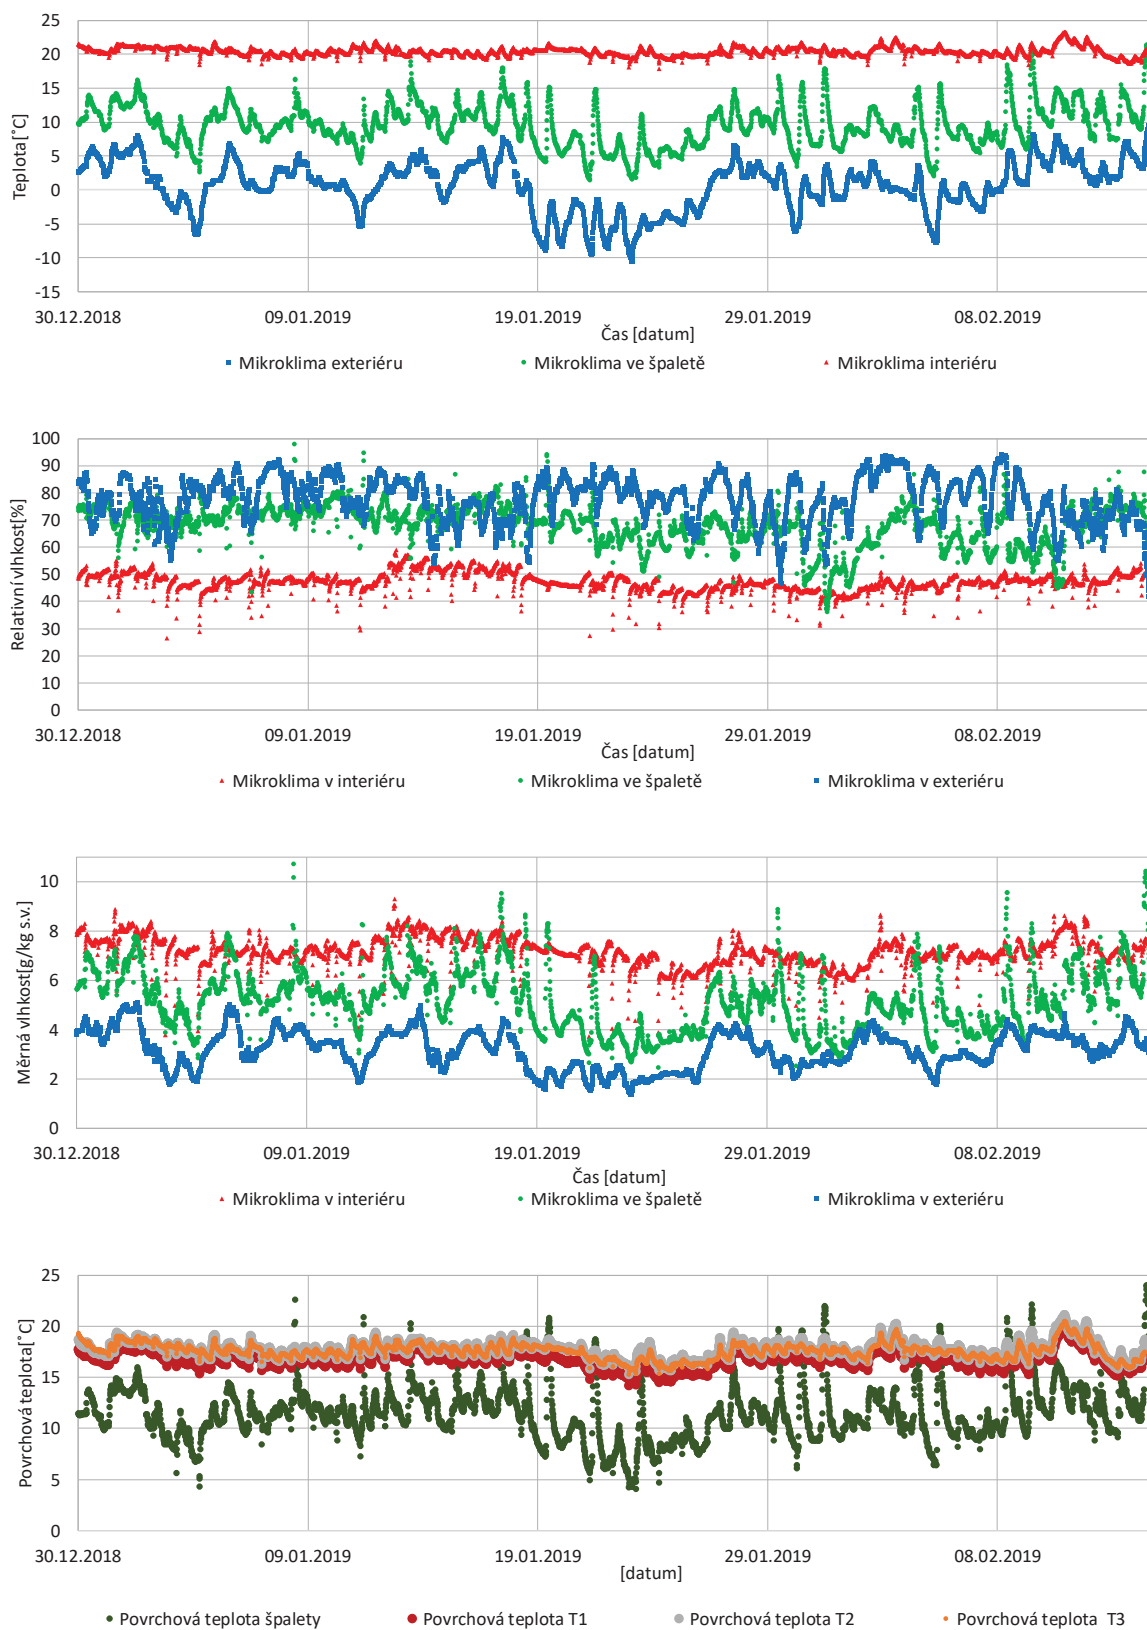 25
20
15
10
5
0
-5
-10
-15
Teplota[˚C]
30.12.2018 09.01.2019 19.01.2019 29.01.2019 08.02.2019
Čas [datum]
Mikroklima exteriéru Mikroklima ve špaletě Mikroklima interiéru
100
90
80
70
60
50
40
30
20
10
0
Relativní vlhkost[%]
30.12.2018 09.01.2019 19.01.2019 29.01.2019 08.02.2019
Čas [datum]
Mikroklima v interiéru Mikroklima ve špaletě Mikroklima v exteriéru
10
8
6
4
2
0
Měrná vlhkost[g/kg s.v.]
30.12.2018 09.01.2019 19.01.2019 29.01.2019 08.02.2019
Čas [datum]
Mikroklima v interiéru Mikroklima ve špaletě Mikroklima v exteriéru
25
20
15
10
5
0
Povrchová teplota[˚C]
30.12.2018 09.01.2019 19.01.2019 29.01.2019 08.02.2019
[datum]
Povrchová teplota špalety Povrchová teplota T1 Povrchová teplota T2 Povrchová teplota T3